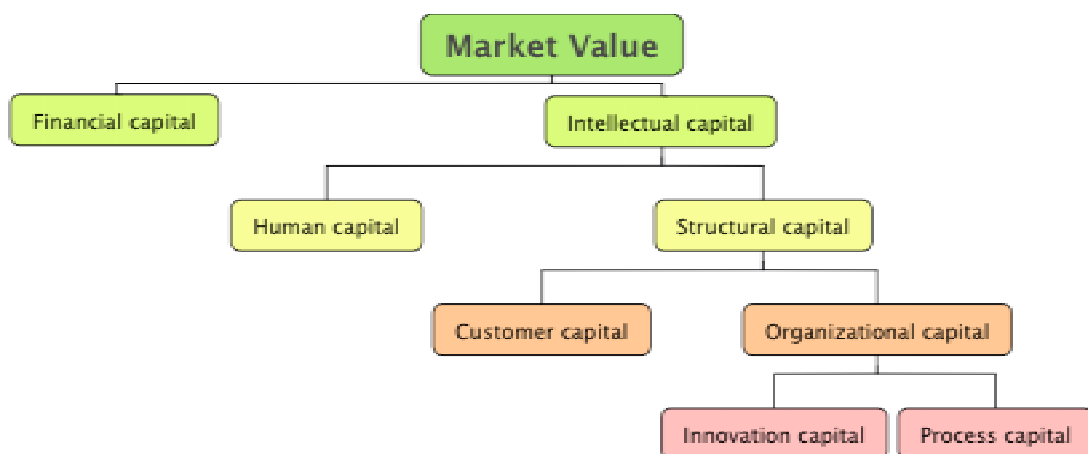 Market Value
Financial capital
Intellectual capital
Human capital
Structural capital
Customer capital
Organizational capital
Innovation capital
Process capital